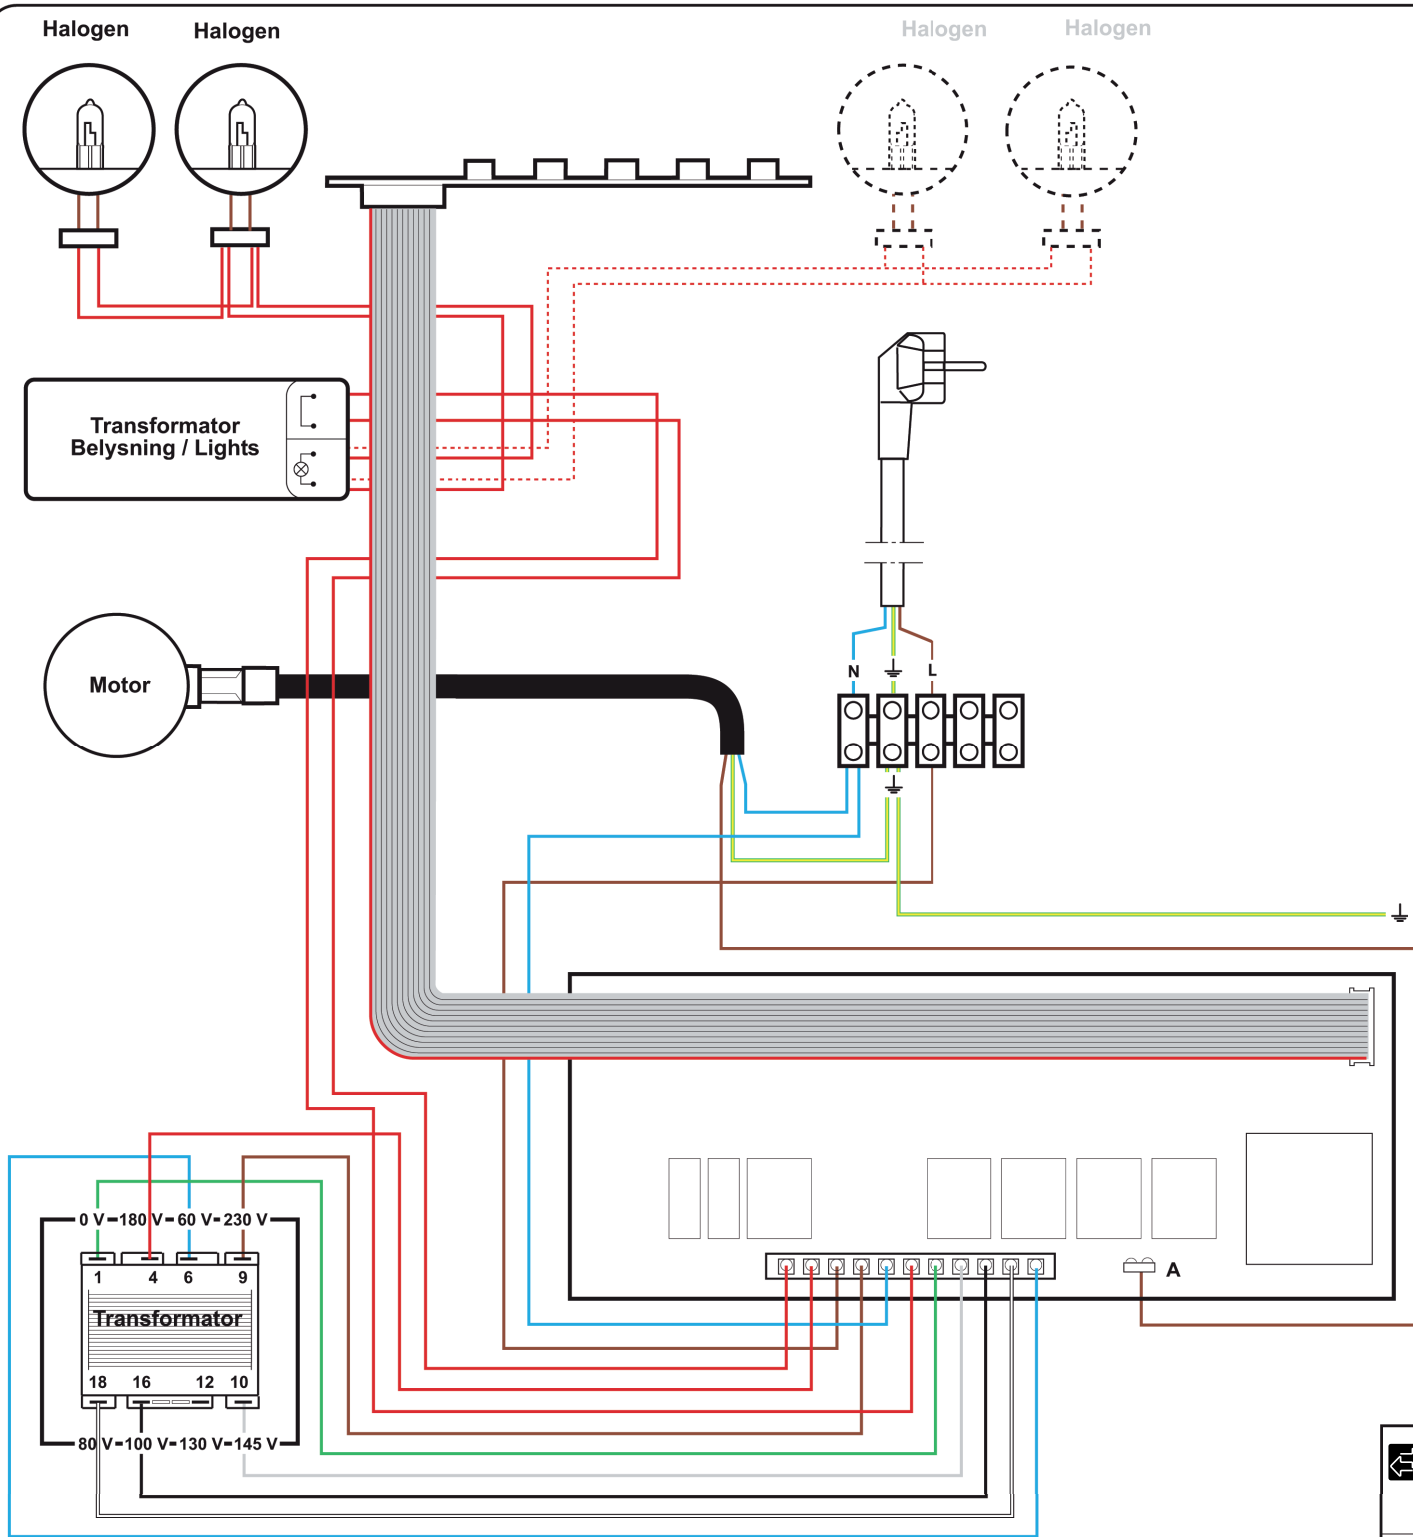 Halogen
Halogen
Halogen
Halogen
Transformator
Belysning / Lights
Motor
N
L
A
0 V
180 V
60 V
230 V
1
4
6
9
Transformator
18
16
12
10
80 V
100 V
130 V
145 V